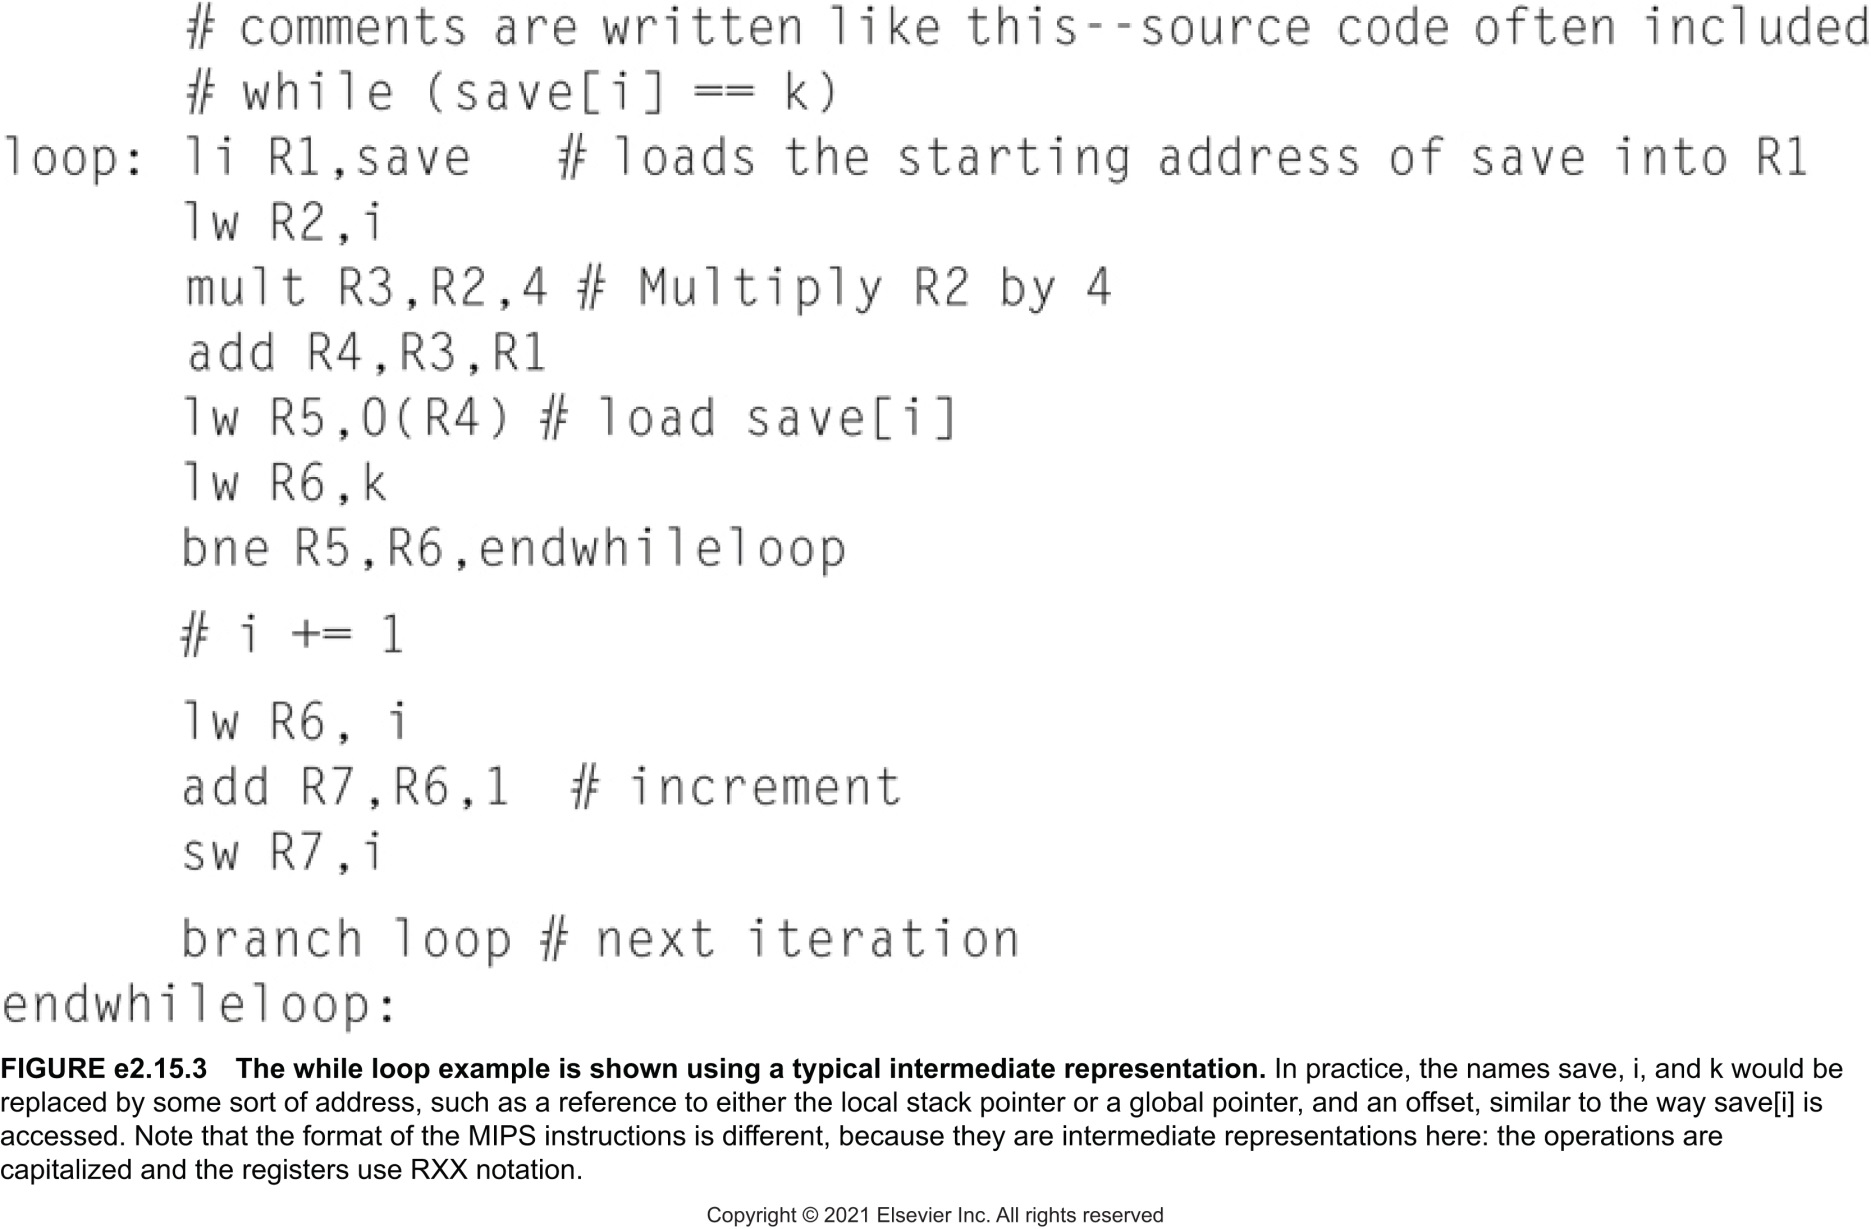 # comments are written like this--source code often included
# while (save[i] == k)
loop: li R1,save # loads the starting address of save into R1
lw R2,i
mult R3,R2,4 # Multiply R2 by 4
add R4,R3,R1
lw R5,0(R4) # load save[i]
lw R6,k
bne R5,R6,endwhileloop
# i += 1
lw R6, i
add R7,R6,1 # increment
sw R7,i
branch loop # next iteration
endwhileloop:
FIGURE e2.15.3 The while loop example is shown using a typical intermediate representation. In practice, the names save, i, and k would be
replaced by some sort of address, such as a reference to either the local stack pointer or a global pointer, and an offset, similar to the way save[i] is
accessed. Note that the format of the MIPS instructions is different, because they are intermediate representations here: the operations are
capitalized and the registers use RXX notation.
Copyright © 2021 Elsevier Inc. All rights reserved